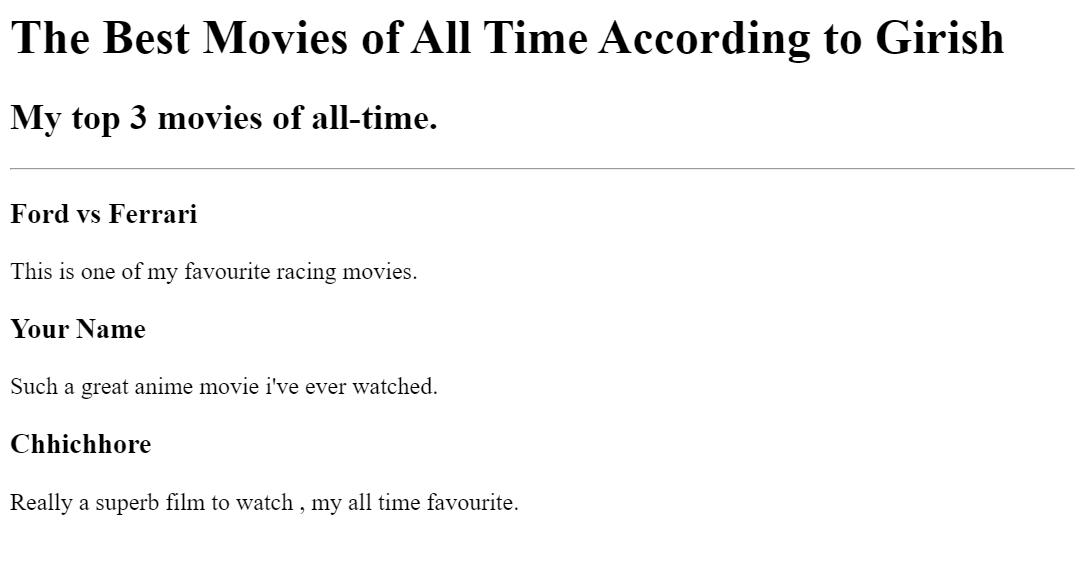 The Best Movies of All Time According to Girish
My top 3 movies of all-time.
Ford vs Ferrari
This is one of my favourite racing movies.
Your Name
Such a great anime movie i've ever watched.
Chhichhore
Really a superb film to watch , my all time favourite.